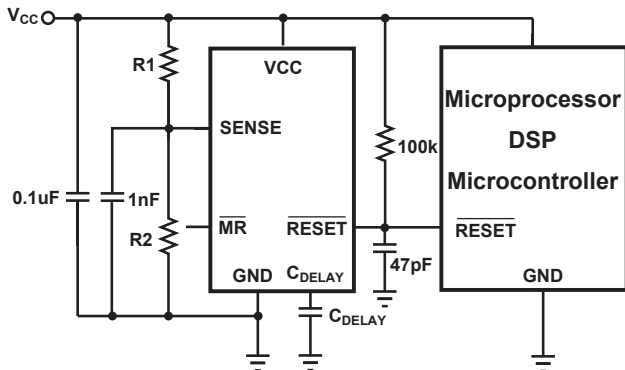 VCC
R1
VCC
SENSE
0.1uF
1nF
R2
MR
RESET
GND
CDELAY
CDELAY
100k
47pF
Microprocessor
DSP
Microcontroller
RESET
GND